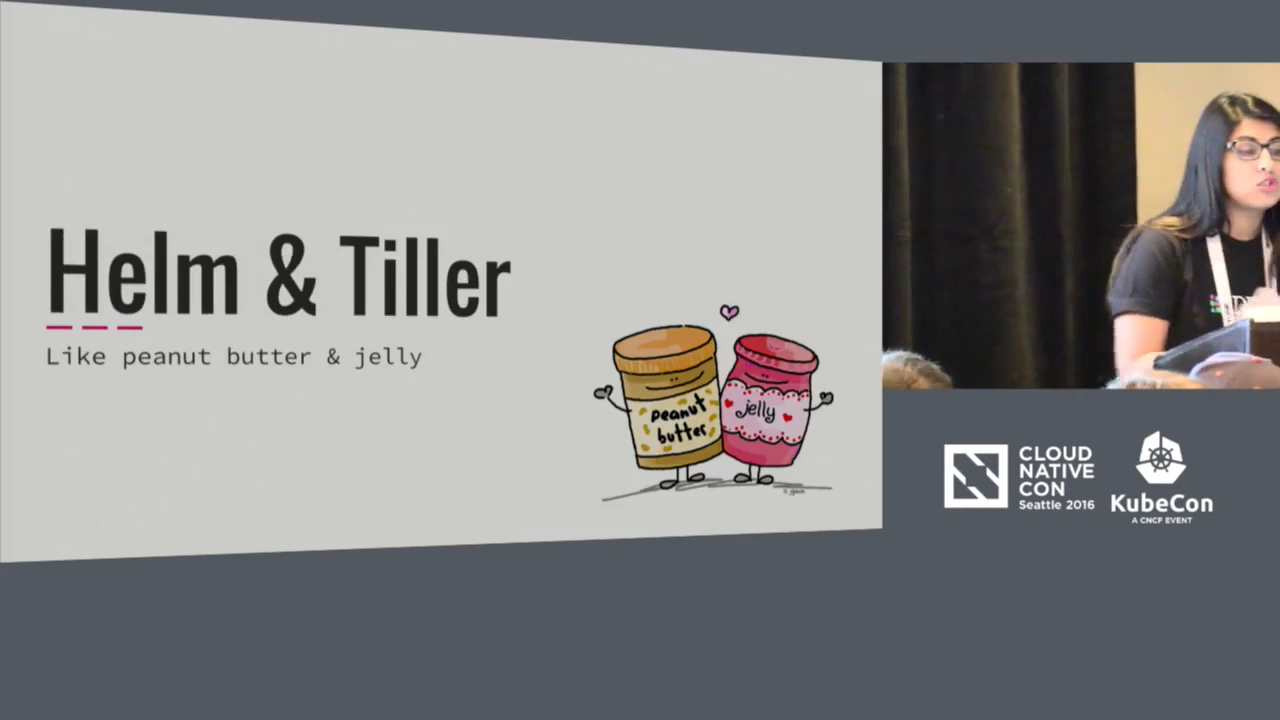 Helm & Tiller
Like peanut butter & jelly
peanut
butter
jelly
CLOUD
NATIVE
CON
Seattle 2016
KubeCon
A CNCF EVENT